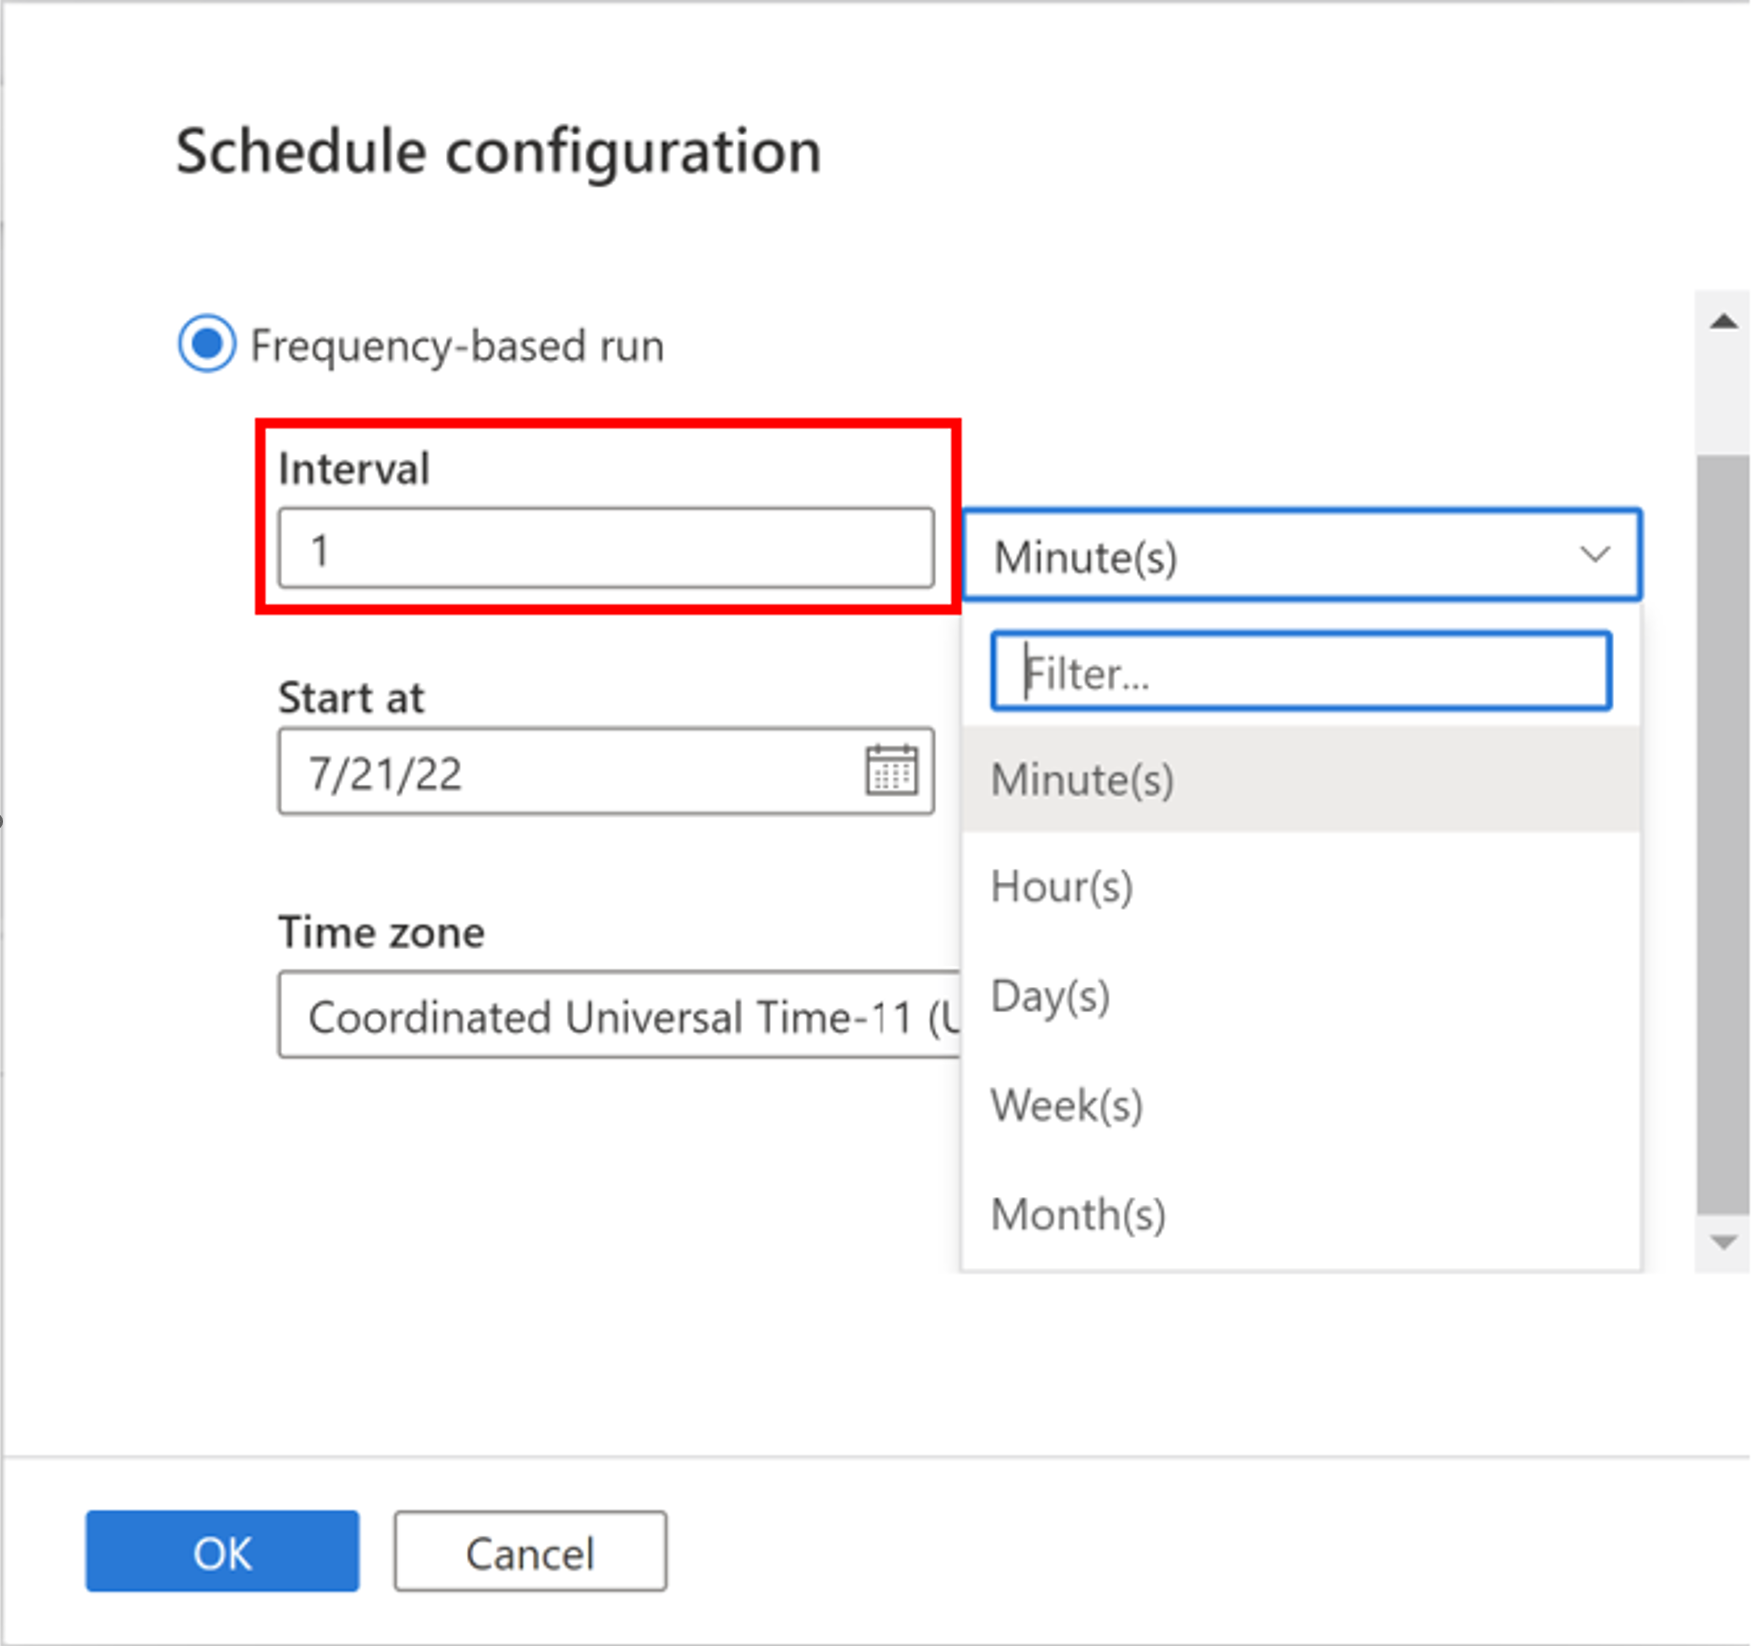 Schedule configuration
Frequency-based run
Interval
1
Minute(s)
Filter...
Minute(s)
Hour(s)
Day(s)
Week(s)
Month(s)
Start at
7/21/22
Time zone
Coordinated Universal Time-11 (U
OK
Cancel